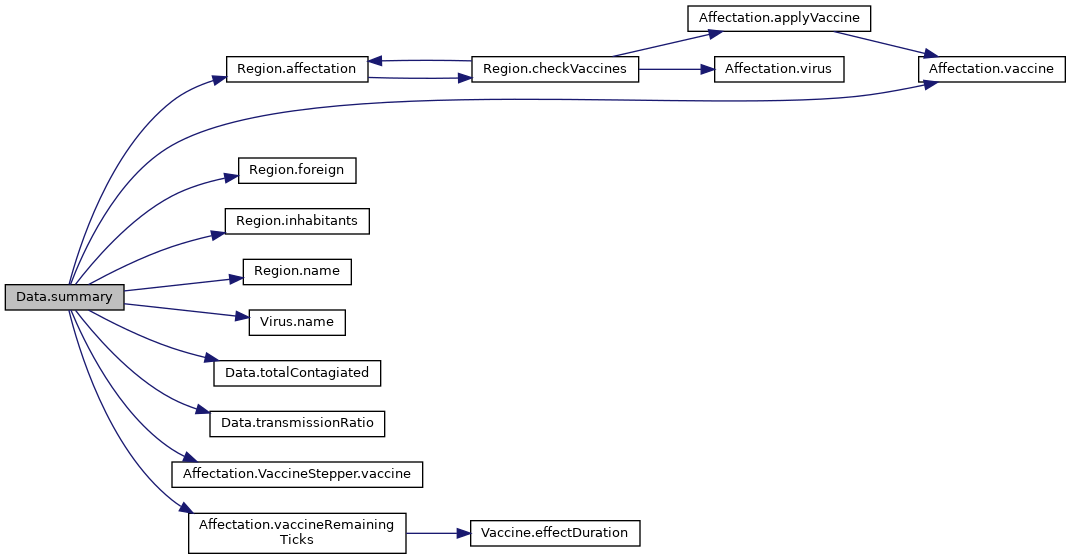 Affectation.applyVaccine
Region.affectation
Region.checkVaccines
Affectation.virus
Affectation.vaccine
Region.foreign
Region.inhabitants
Region.name
Data.summary
Virus.name
Data.totalContagiated
Data.transmissionRatio
Affectation.VaccineStepper.vaccine
Affectation.vaccineRemaining
Ticks
Vaccine.effectDuration